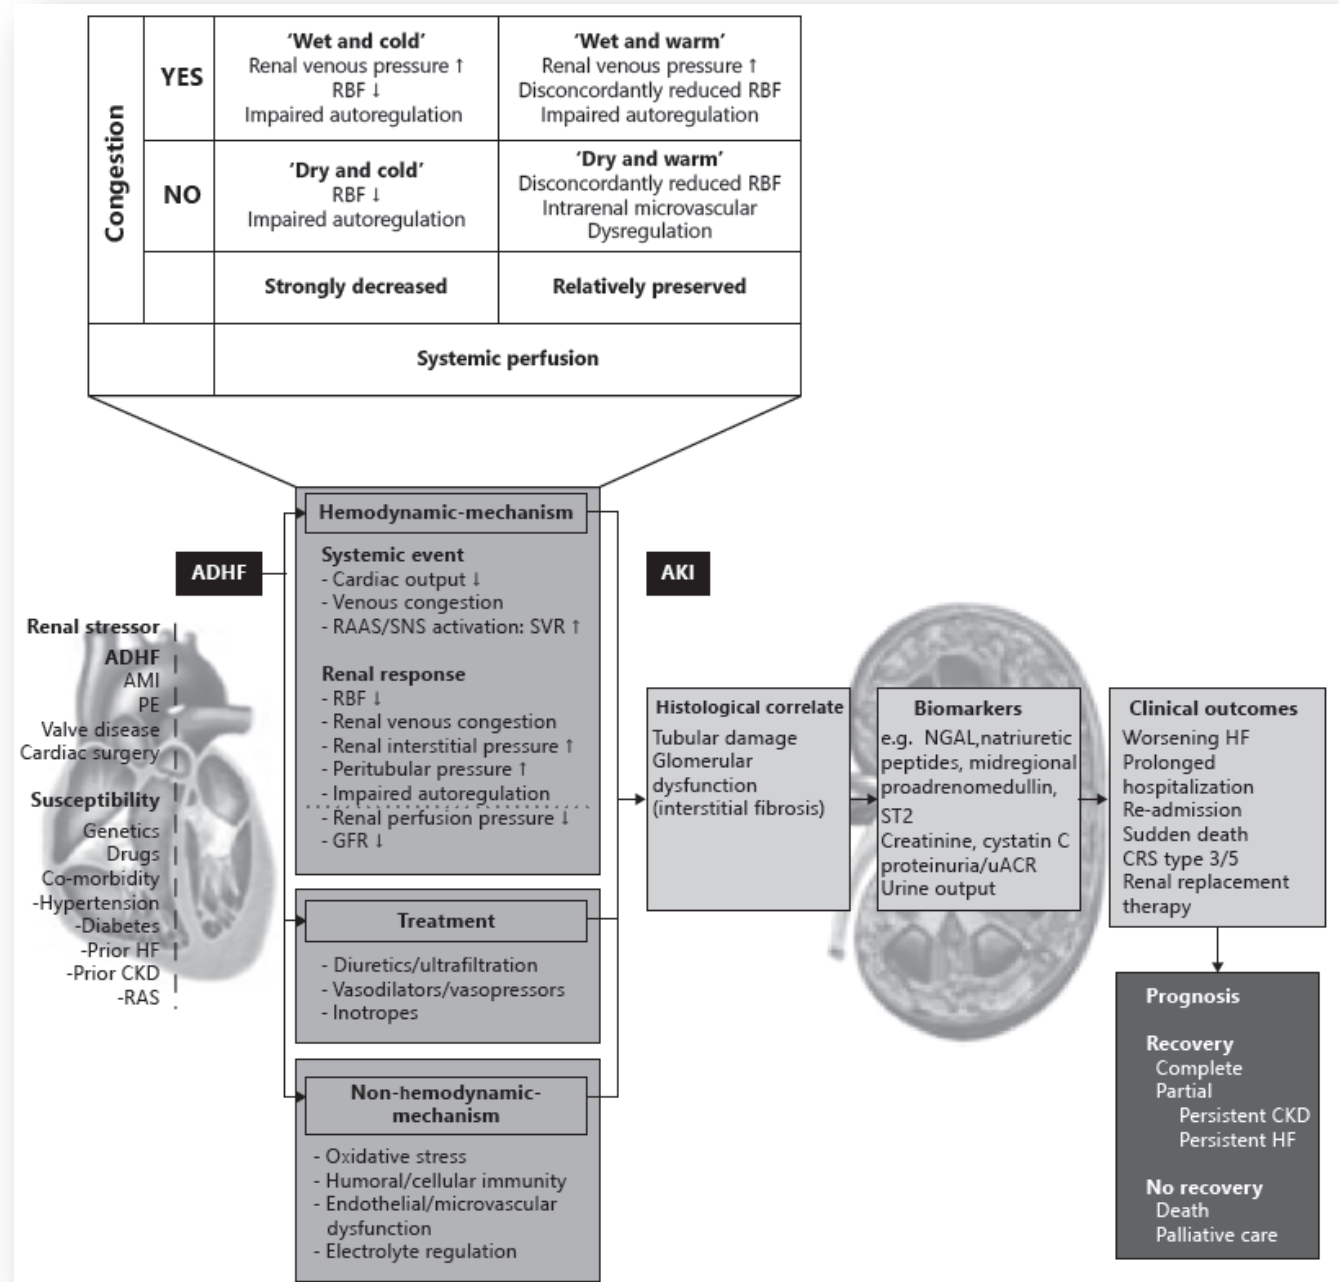 Congestion
YES
'Wet and cold'
Renal venous pressure ↑
RBF ↓
Impaired autoregulation
'Wet and warm'
Renal venous pressure ↑
Disconcordantly reduced RBF
Impaired autoregulation
NO
'Dry and cold'
RBF ↓
Impaired autoregulation
'Dry and warm'
Disconcordantly reduced RBF
Intrarenal microvascular
Dysregulation
Strongly decreased
Relatively preserved
Systemic perfusion
ADHF
Renal stressor
ADHF
AMI
PE
Valve disease
Cardiac surgery
Susceptibility
Genetics
Drugs
Co-morbidity
-Hypertension
-Diabetes
-Prior HF
-Prior CKD
-RAS
Hemodynamic-mechanism
Systemic event
- Cardiac output ↓
- Venous congestion
- RAAS/SNS activation: SVR ↑
Renal response
- RBF ↓
- Renal venous congestion
- Renal interstitial pressure ↑
- Peritubular pressure ↑
- Impaired autoregulation
- Renal perfusion pressure ↓
- GFR ↓
Treatment
- Diuretics/ultrafiltration
- Vasodilators/vasopressors
- Inotropes
Non-hemodynamic-
mechanism
- Oxidative stress
- Humoral/cellular immunity
- Endothelial/microvascular
dysfunction
- Electrolyte regulation
AKI
Histological correlate
Tubular damage
Glomerular
dysfunction
(interstitial fibrosis)
Biomarkers
e.g. NGAL,natriuretic
peptides, midregional
proadrenomedullin,
ST2
Creatinine, cystatin C
proteinuria/uACR
Urine output
Clinical outcomes
Worsening HF
Prolonged
hospitalization
Re-admission
Sudden death
CRS type 3/5
Renal replacement
therapy
Prognosis
Recovery
Complete
Partial
Persistent CKD
Persistent HF
No recovery
Death
Palliative care